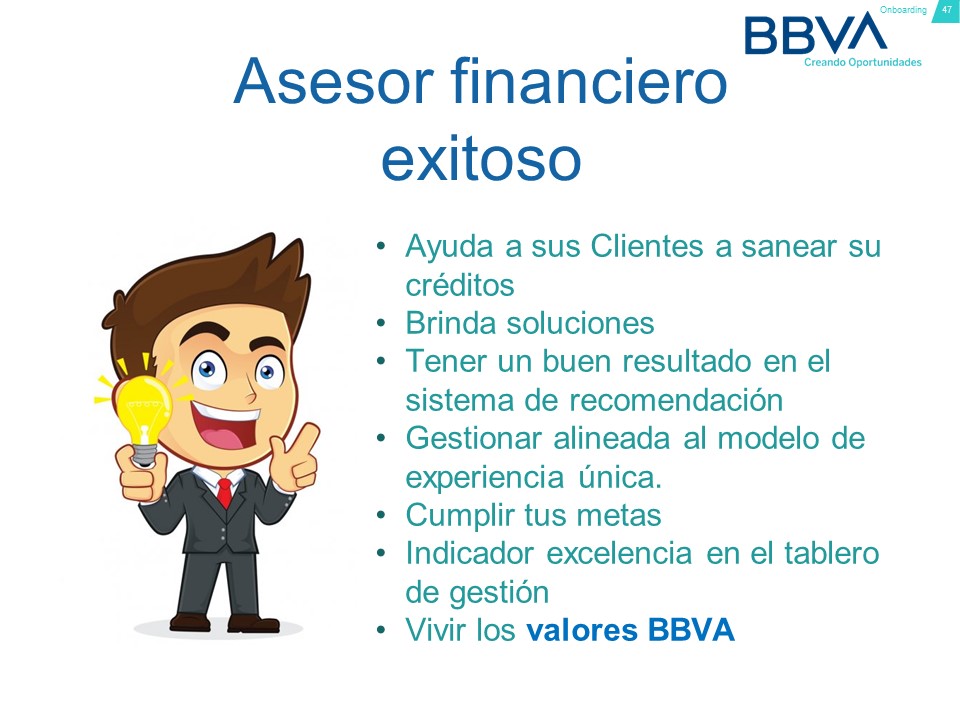 Onboarding 47
BBVA
Creando Oportunidades
Asesor financiero
exitoso
• Ayuda a sus Clientes a sanear su
créditos
• Brinda soluciones
• Tener un buen resultado en el
sistema de recomendación
• Gestionar alineada al modelo de
experiencia única.
• Cumplir tus metas
• Indicador excelencia en el tablero
de gestión
• Vivir los valores BBVA